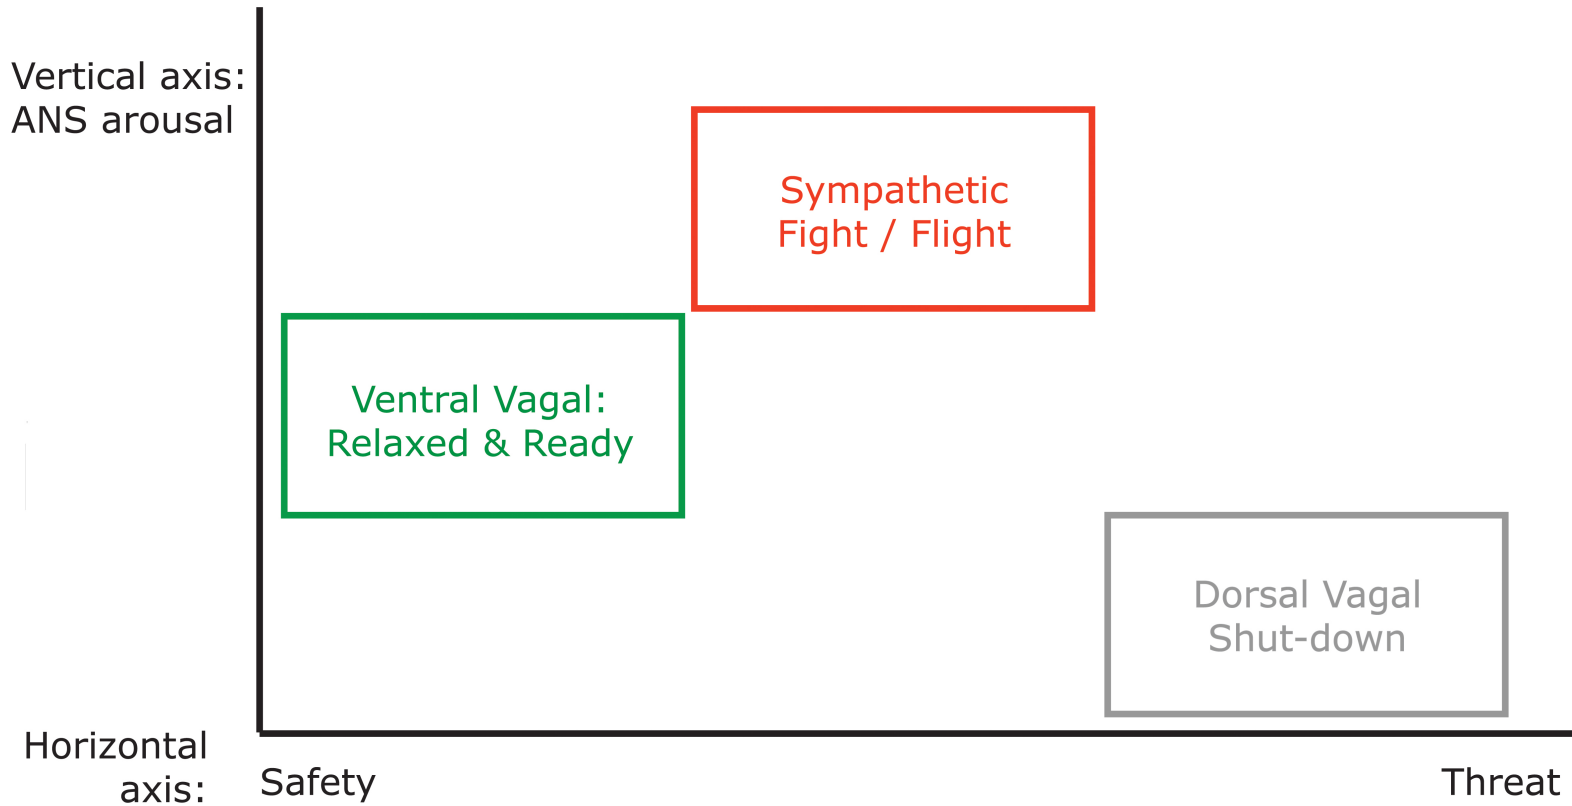 Vertical axis:
ANS arousal
Sympathetic
Fight / Flight
Ventral Vagal:
Relaxed & Ready
Dorsal Vagal
Shut-down
Horizontal
axis:
Safety
Threat